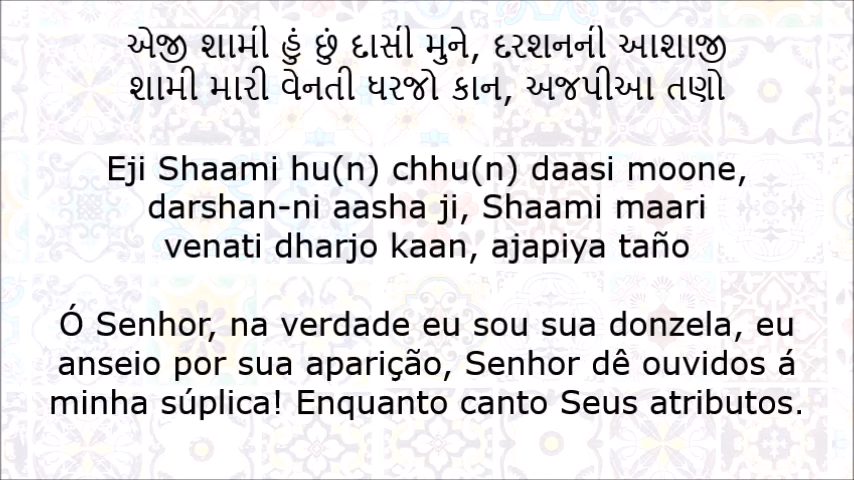 એજી શામી હું છું દાસી મુને, દરશનની આશાજી
શામી મારી વેનતી ધરજો કાન, અજપીઆ તણો
Eji Shaami hu(n) chhu(n) daasi moone,
darshan-ni aasha ji, Shaami maari
venati dharjo kaan, ajapiya taño
Ó Senhor, na verdade eu sou sua donzela, eu
anseio por sua aparição, Senhor dê ouvidos á
minha súplica! Enquanto canto Seus atributos.